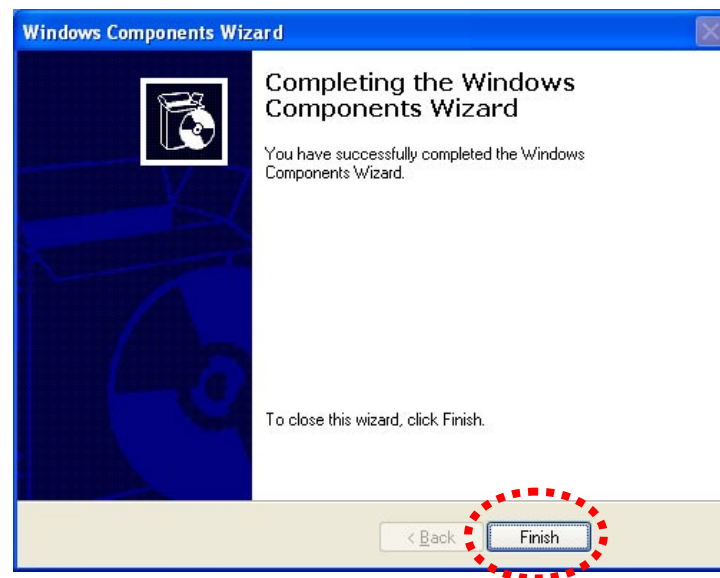 Windows Components Wizard
Completing the Windows
Components Wizard
You have successfully completed the Windows
Components Wizard.
To close this wizard, click Finish.
< Back
Finish